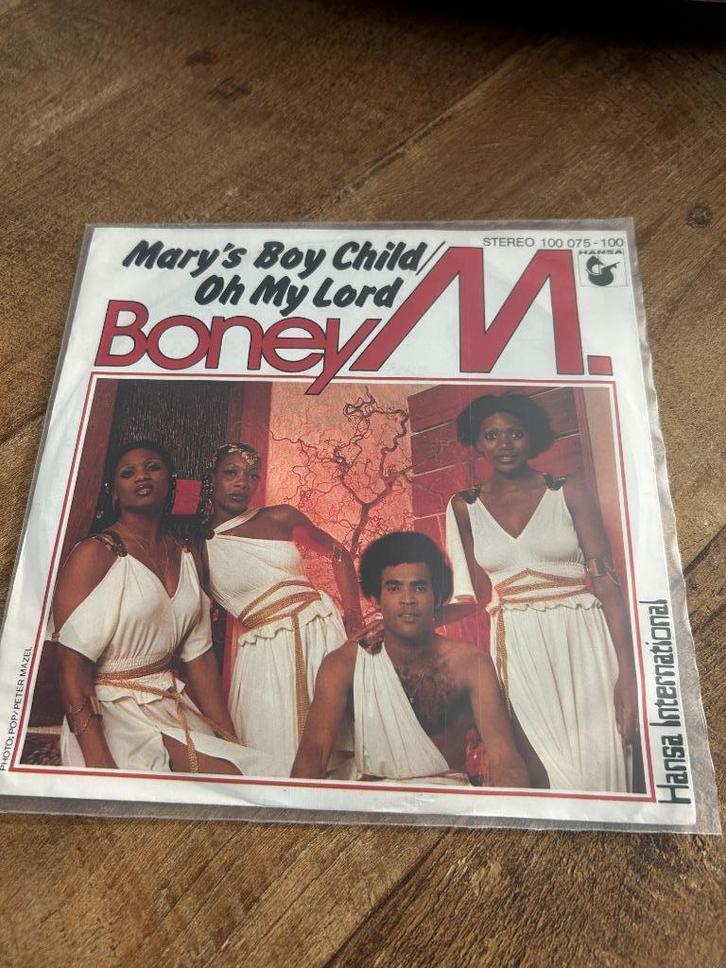 Mary's Boy Child/
Oh My Lord
STEREO 100 075-100
HANSA
Boney M.
PHOTO: POP/PETER MAZEL
Hansa International